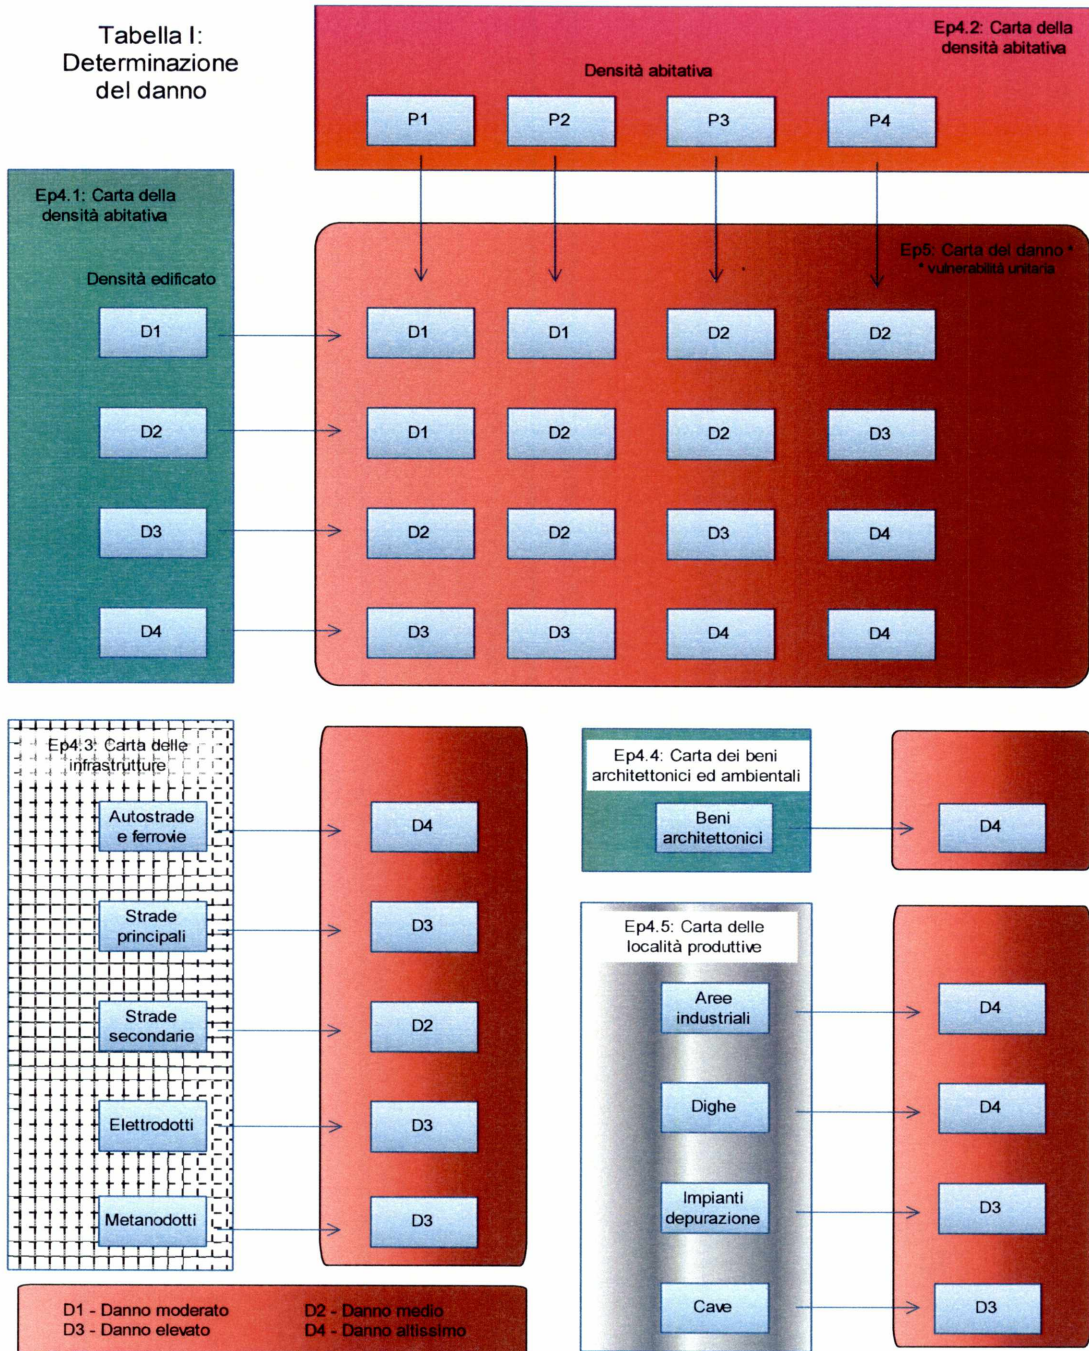 Tabella I:
Determinazione
del danno
Ep4.2: Carta della
densità abitativa
Densità abitativa
P1 P2 P3 P4
Ep4.1: Carta della
densità abitativa
Densità edificato
Ep5: Carta del danno *
* vulnerabilità unitaria
D1 D1 D1 D2 D2
D2 D1 D2 D2 D3
D3 D2 D2 D3 D4
D4 D3 D3 D4 D4
Ep4.3: Carta delle
infrastrutture
Autostrade
e ferrovie
D4
Strade
principali
D3
Strade
secondarie
D2
Elettrodotti
D3
Metanodotti
D3
Ep4.4: Carta dei beni
architettonici ed ambientali
Beni
architettonici
D4
Ep4.5: Carta delle
località produttive
Aree
industriali
D4
Dighe
D4
Impianti
depurazione
D3
Cave
D3
D1 - Danno moderato D2 - Danno medio
D3 - Danno elevato D4 - Danno altissimo